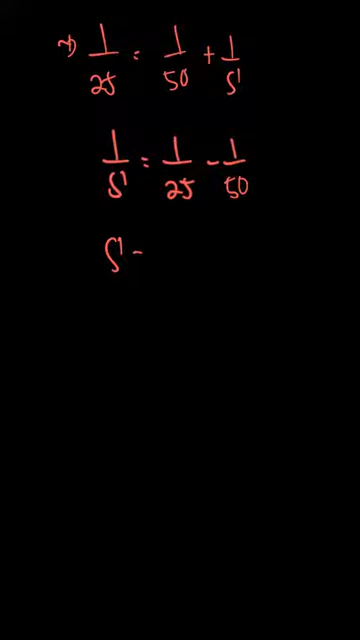 ⇒ 1/25 = 1/50 + 1/S'
1/S' = 1/25 - 1/50
S' -